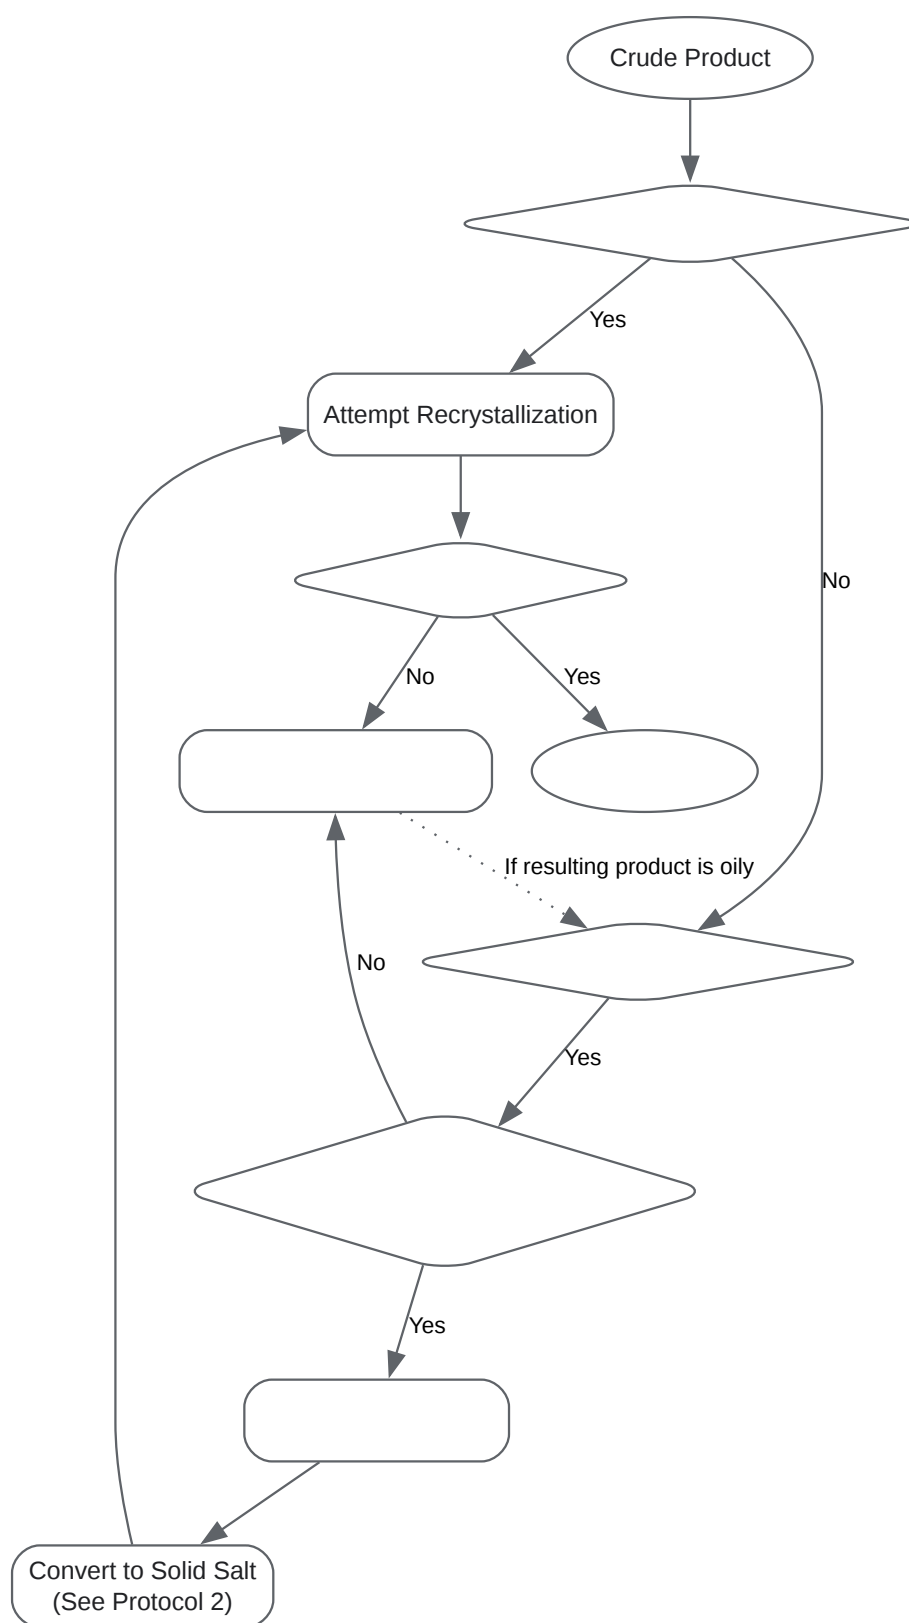 Crude Product
Yes
Attempt Recrystallization
No
No
Yes
If resulting product is oily
No
Yes
Yes
Convert to Solid Salt
(See Protocol 2)